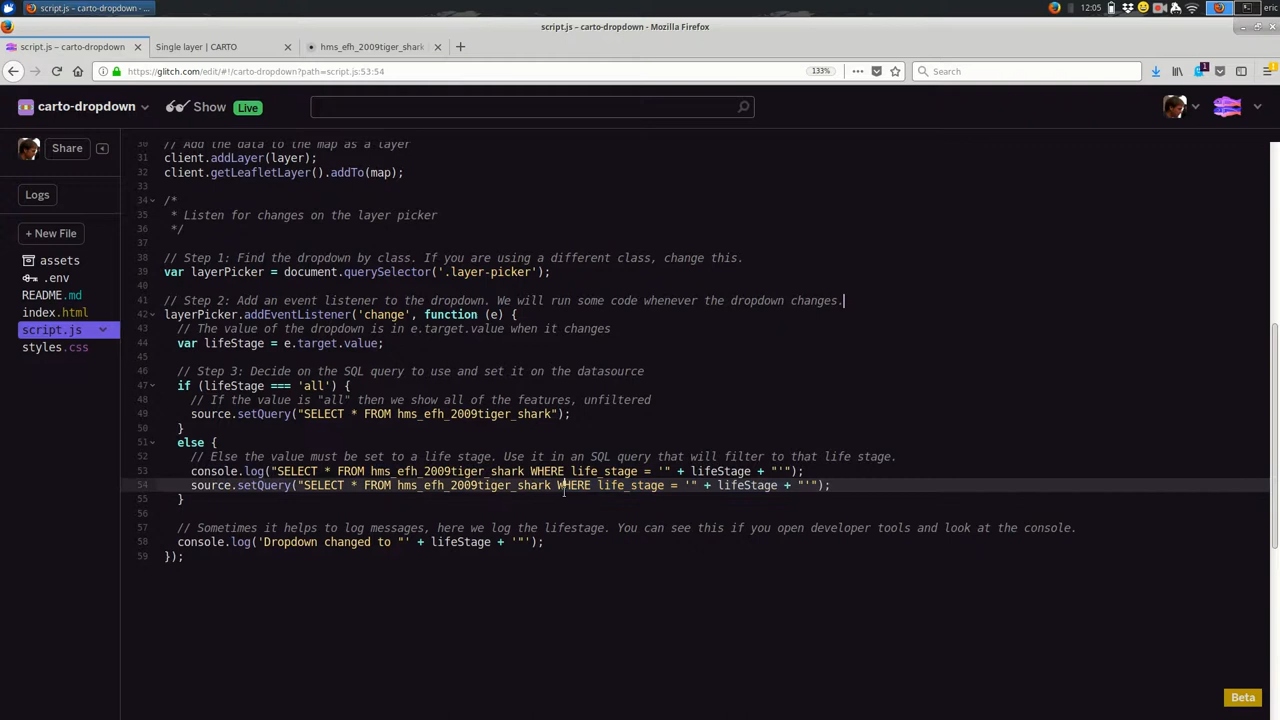 script.js – carto-dropdown - ...
12:05
eric
script.js – carto-dropdown - Mozilla Firefox
script.js – carto-dropdown
Single layer | CARTO
hms_efh_2009tiger_shark
https://glitch.com/edit/#!/carto-dropdown?path=script.js:53:54
133%
Search
1
carto-dropdown
Show
Live
Share
Logs
+ New File
assets
.env
README.md
index.html
script.js
styles.css
30 // Add the data to the map as a layer
31 client.addLayer(layer);
32 client.getLeafletLayer().addTo(map);
33
34 /*
35 * Listen for changes on the layer picker
36 */
37
38 // Step 1: Find the dropdown by class. If you are using a different class, change this.
39 var layerPicker = document.querySelector('.layer-picker');
40
41 // Step 2: Add an event listener to the dropdown. We will run some code whenever the dropdown changes.
42 layerPicker.addEventListener('change', function (e) {
43 // The value of the dropdown is in e.target.value when it changes
44 var lifeStage = e.target.value;
45
46 // Step 3: Decide on the SQL query to use and set it on the datasource
47 if (lifeStage === 'all') {
48 // If the value is "all" then we show all of the features, unfiltered
49 source.setQuery("SELECT * FROM hms_efh_2009tiger_shark");
50 }
51 else {
52 // Else the value must be set to a life stage. Use it in an SQL query that will filter to that life stage.
53 console.log("SELECT * FROM hms_efh_2009tiger_shark WHERE life_stage = '" + lifeStage + "'");
54 source.setQuery("SELECT * FROM hms_efh_2009tiger_shark WHERE life_stage = '" + lifeStage + "'");
55 }
56
57 // Sometimes it helps to log messages, here we log the lifestage. You can see this if you open developer tools and look at the console.
58 console.log('Dropdown changed to "' + lifeStage + '"');
59 });
Beta